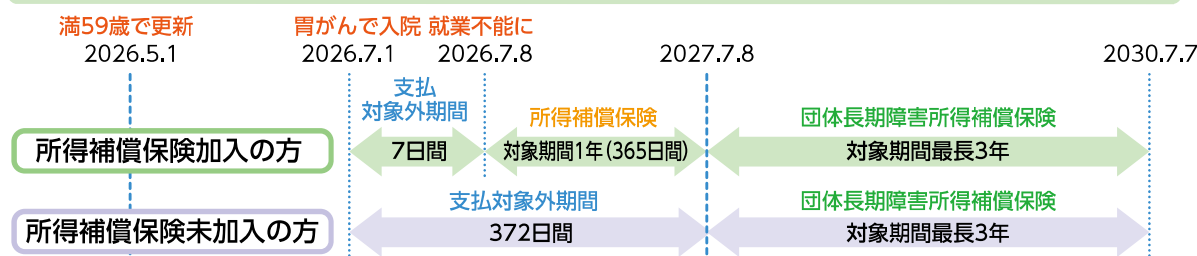 満59歳で更新
2026.5.1
胃がんで入院 就業不能に
2026.7.1 2026.7.8
2027.7.8
2030.7.7
支払
対象外期間
所得補償保険
団体長期障害所得補償保険
所得補償保険加入の方
7日間
対象期間1年(365日間)
対象期間最長3年
支払対象外期間
団体長期障害所得補償保険
所得補償保険未加入の方
372日間
対象期間最長3年